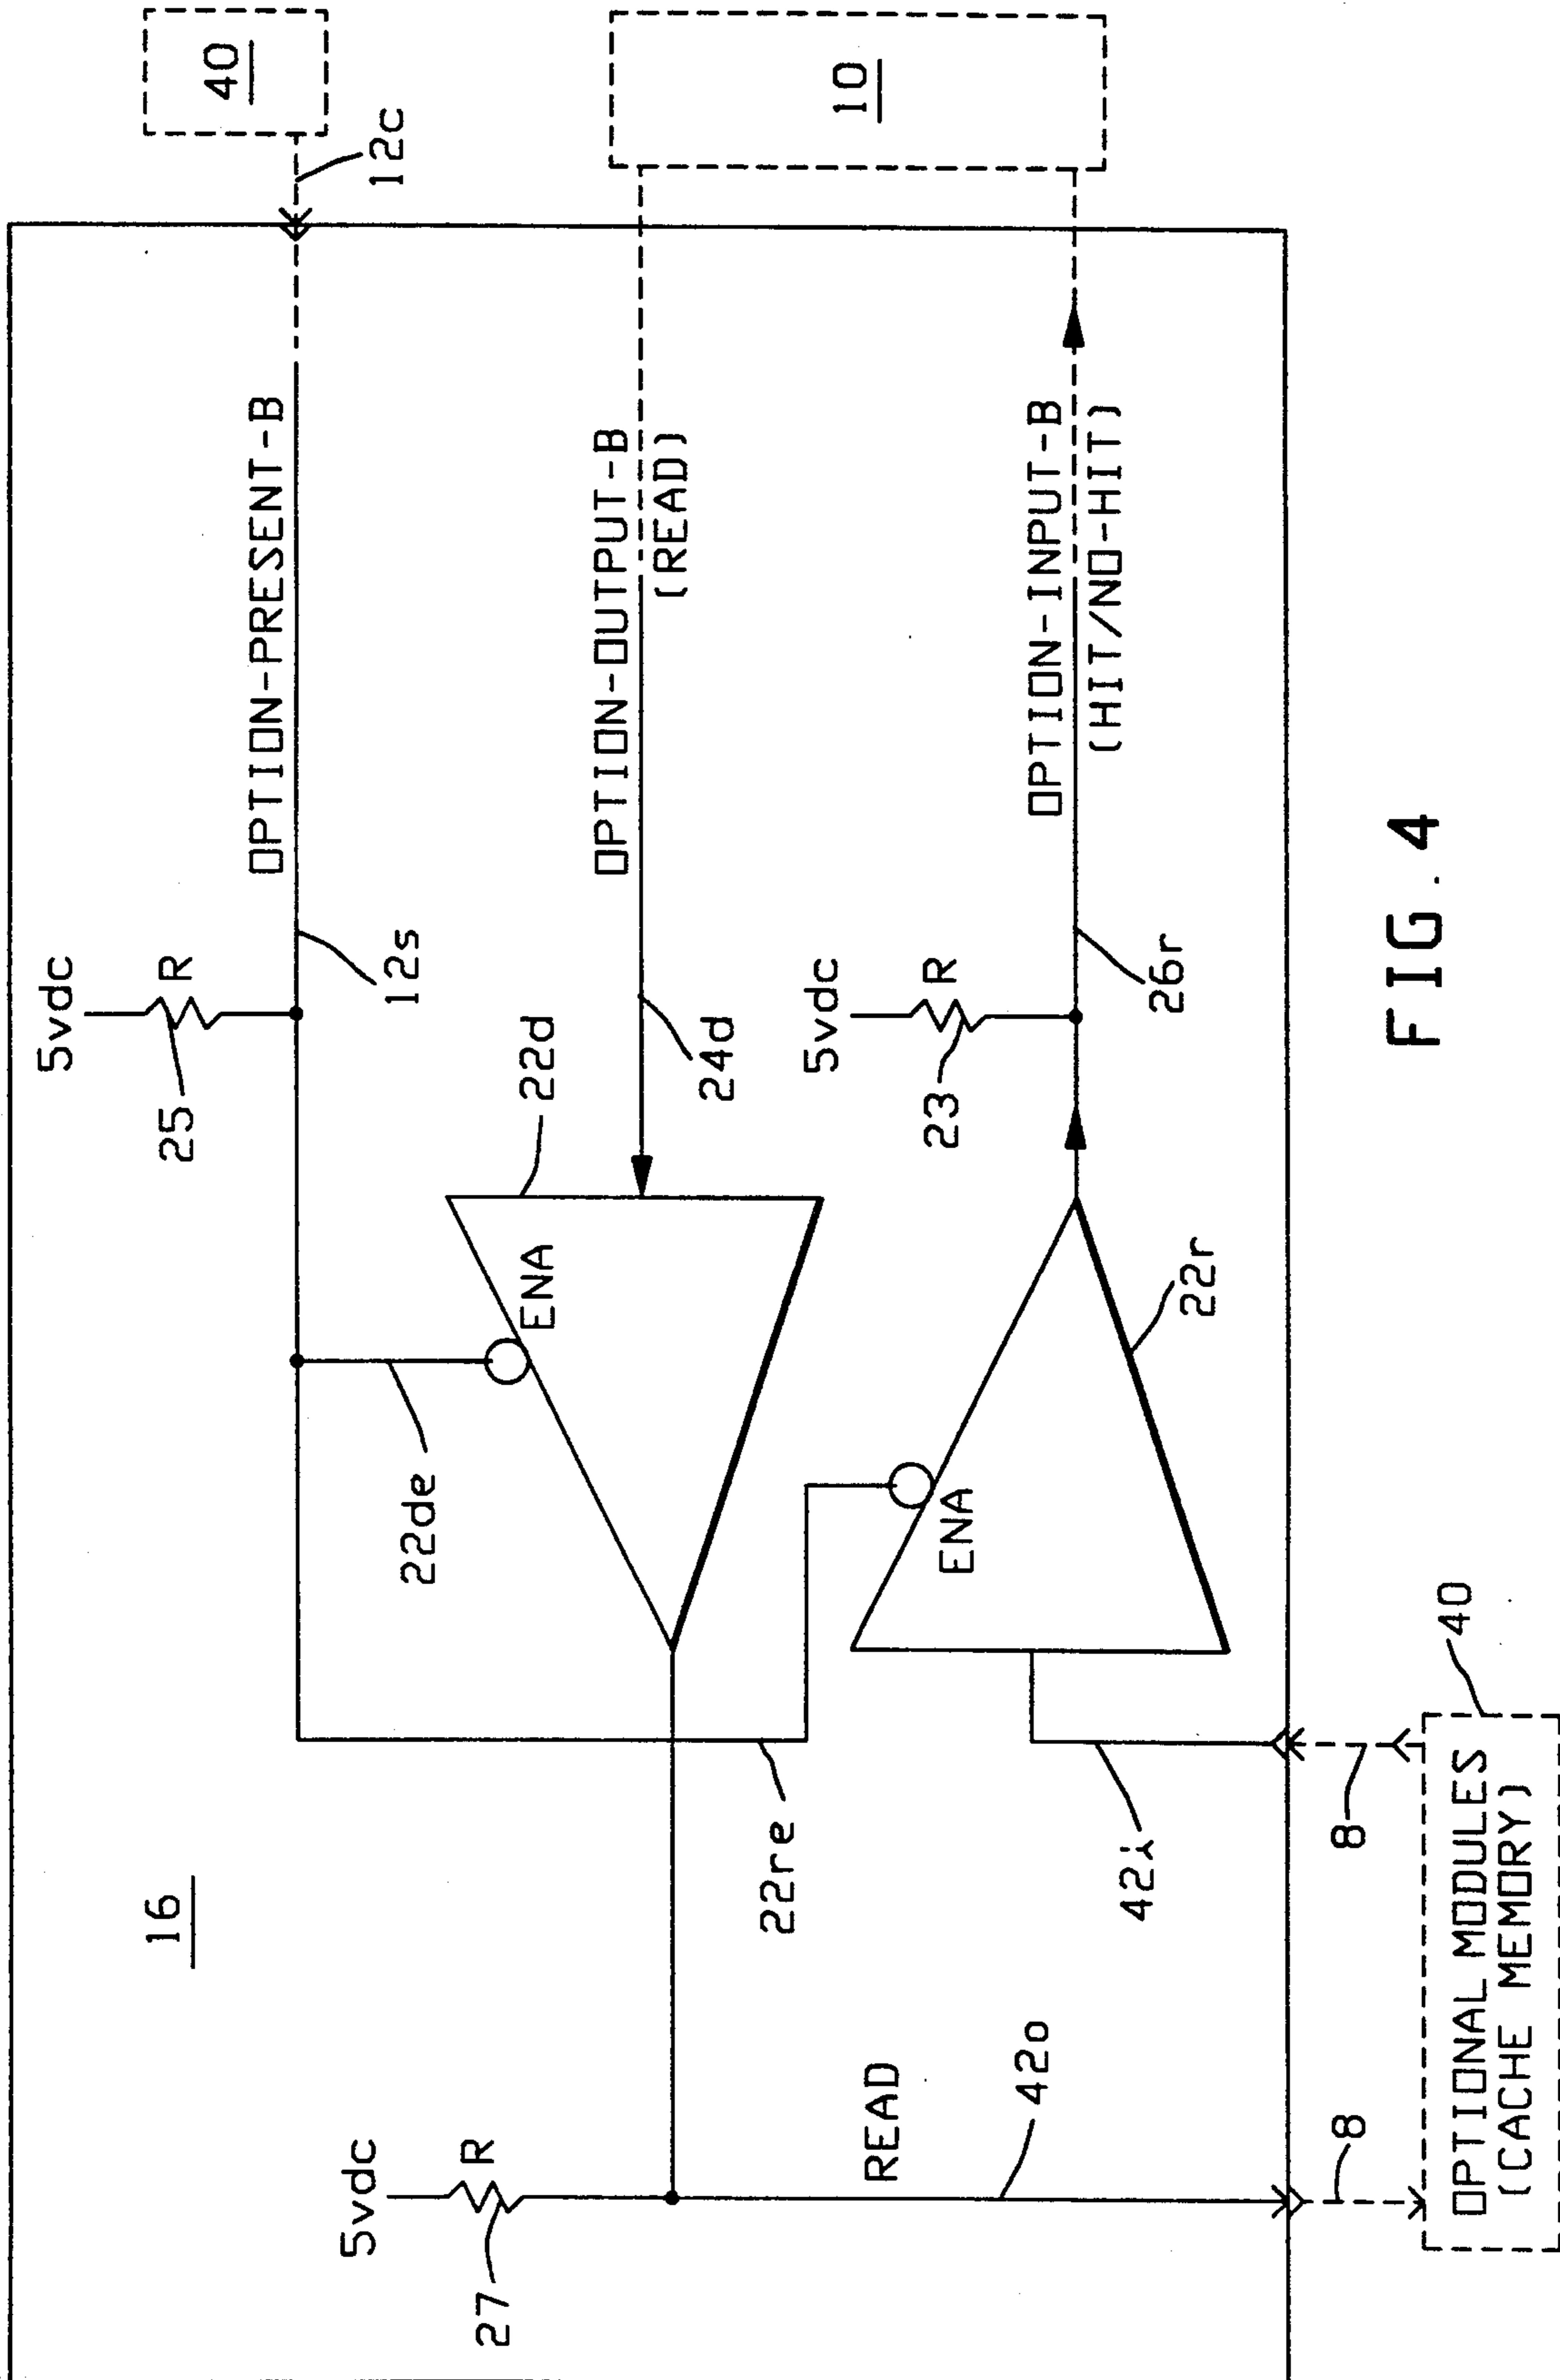 16
5vdc
R
25
OPTION-PRESENT-B
12s
12c
40
22de
22d
ENA
OPTION-OUTPUT-B
(READ)
24d
10
5vdc
R
27
22re
5vdc
R
23
OPTION-INPUT-B
(HIT/NO-HIT)
26r
ENA
22r
READ
42o
42i
8
8
40
OPTIONAL MODULES
(CACHE MEMORY)
FIG. 4